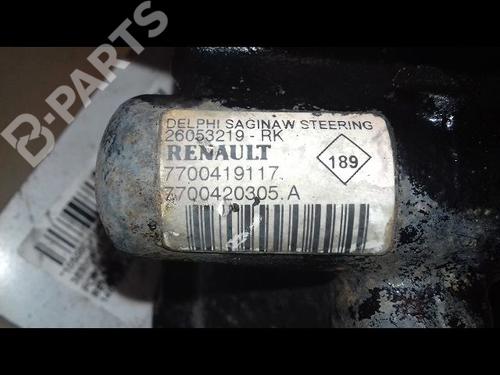 DELPHI SAGINAW STEERING
26053219 - RK
RENAULT
189
7700419117
7700420305 A
B-PARTS